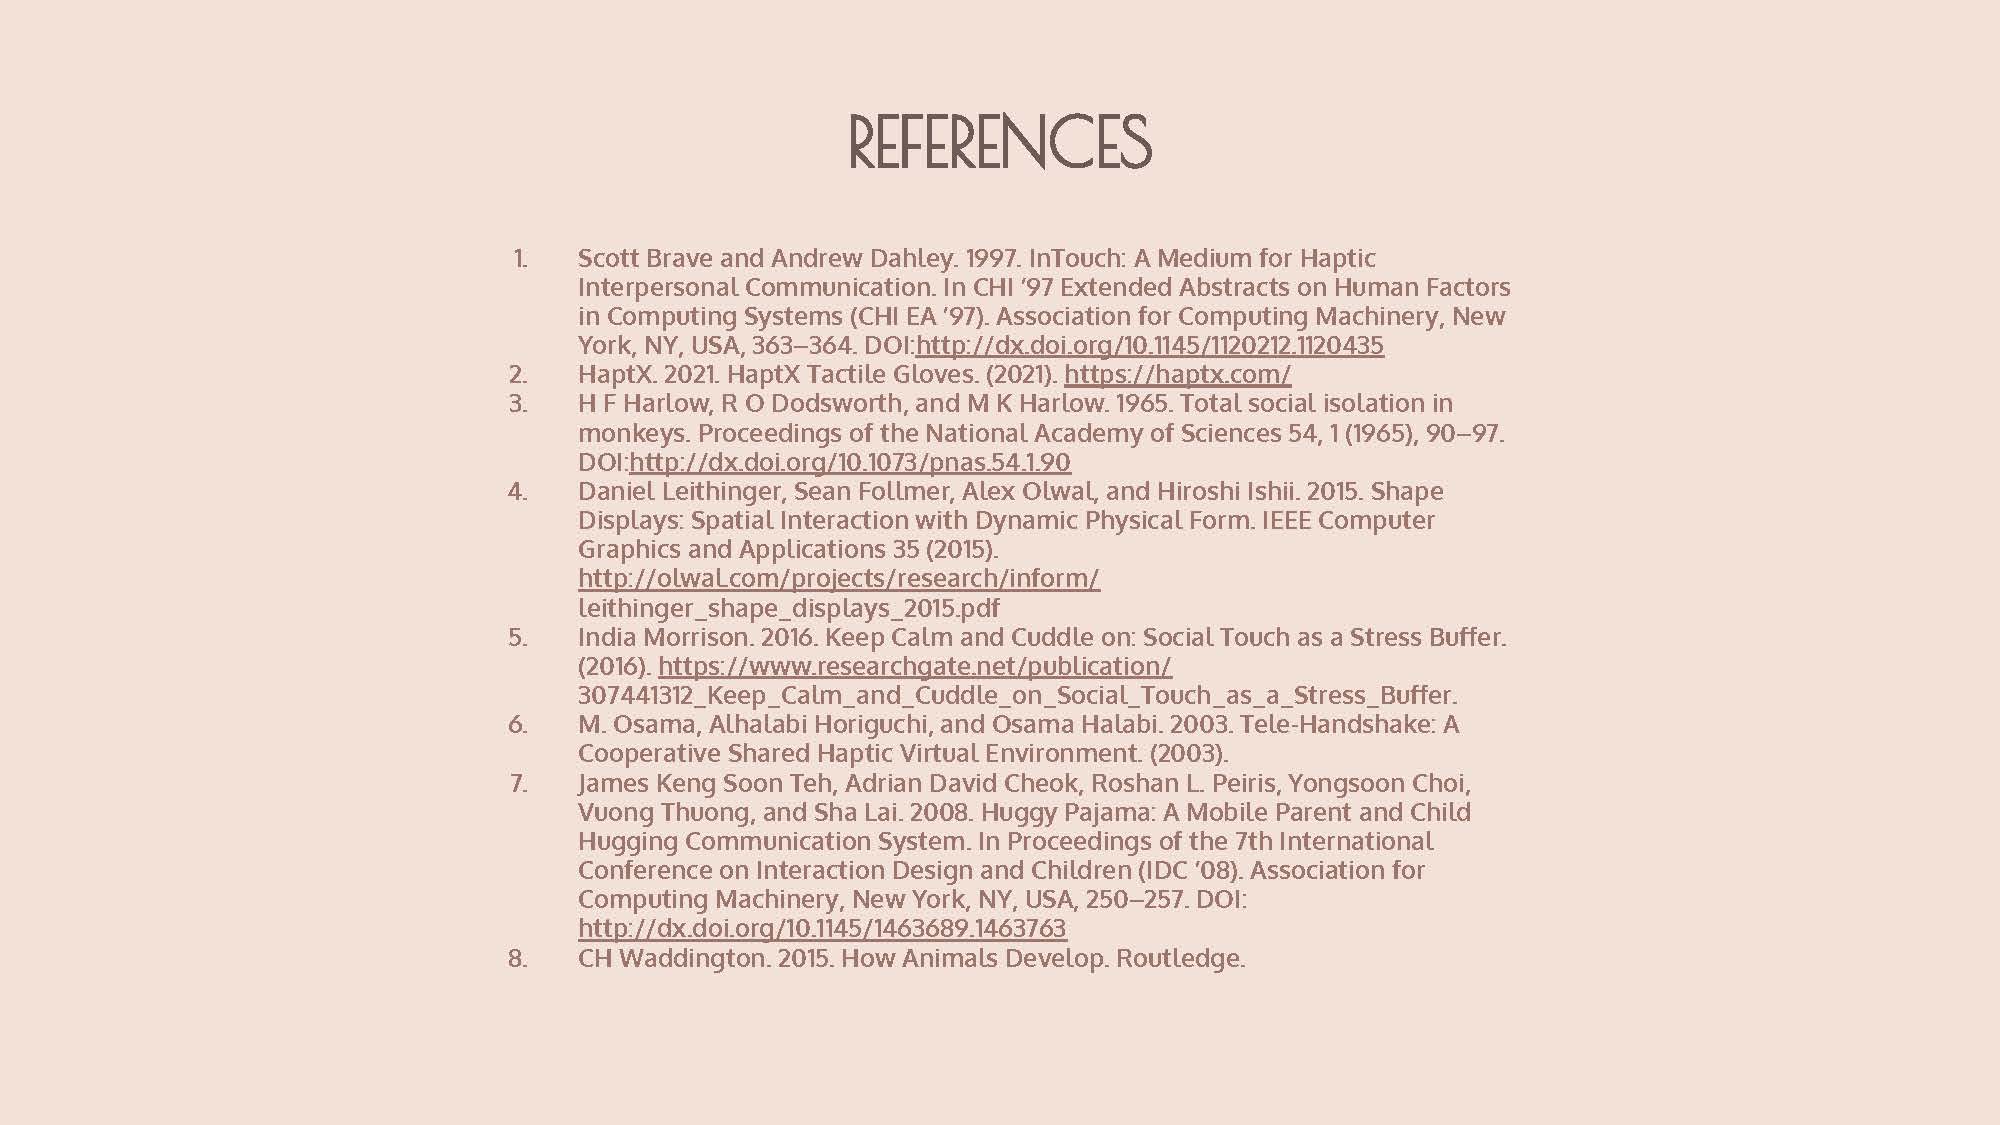 REFERENCES
1. Scott Brave and Andrew Dahley. 1997. InTouch: A Medium for Haptic
Interpersonal Communication. In CHI ’97 Extended Abstracts on Human Factors
in Computing Systems (CHI EA ’97). Association for Computing Machinery, New
York, NY, USA, 363–364. DOI:http://dx.doi.org/10.1145/1120212.1120435
2. HaptX. 2021. HaptX Tactile Gloves. (2021). https://haptx.com/
3. H F Harlow, R O Dodsworth, and M K Harlow. 1965. Total social isolation in
monkeys. Proceedings of the National Academy of Sciences 54, 1 (1965), 90–97.
DOI:http://dx.doi.org/10.1073/pnas.54.1.90
4. Daniel Leithinger, Sean Follmer, Alex Olwal, and Hiroshi Ishii. 2015. Shape
Displays: Spatial Interaction with Dynamic Physical Form. IEEE Computer
Graphics and Applications 35 (2015).
http://olwal.com/projects/research/inform/
leithinger_shape_displays_2015.pdf
5. India Morrison. 2016. Keep Calm and Cuddle on: Social Touch as a Stress Buffer.
(2016). https://www.researchgate.net/publication/
307441312_Keep_Calm_and_Cuddle_on_Social_Touch_as_a_Stress_Buffer.
6. M. Osama, Alhalabi Horiguchi, and Osama Halabi. 2003. Tele-Handshake: A
Cooperative Shared Haptic Virtual Environment. (2003).
7. James Keng Soon Teh, Adrian David Cheok, Roshan L. Peiris, Yongsoon Choi,
Vuong Thuong, and Sha Lai. 2008. Huggy Pajama: A Mobile Parent and Child
Hugging Communication System. In Proceedings of the 7th International
Conference on Interaction Design and Children (IDC ’08). Association for
Computing Machinery, New York, NY, USA, 250–257. DOI:
http://dx.doi.org/10.1145/1463689.1463763
8. CH Waddington. 2015. How Animals Develop. Routledge.